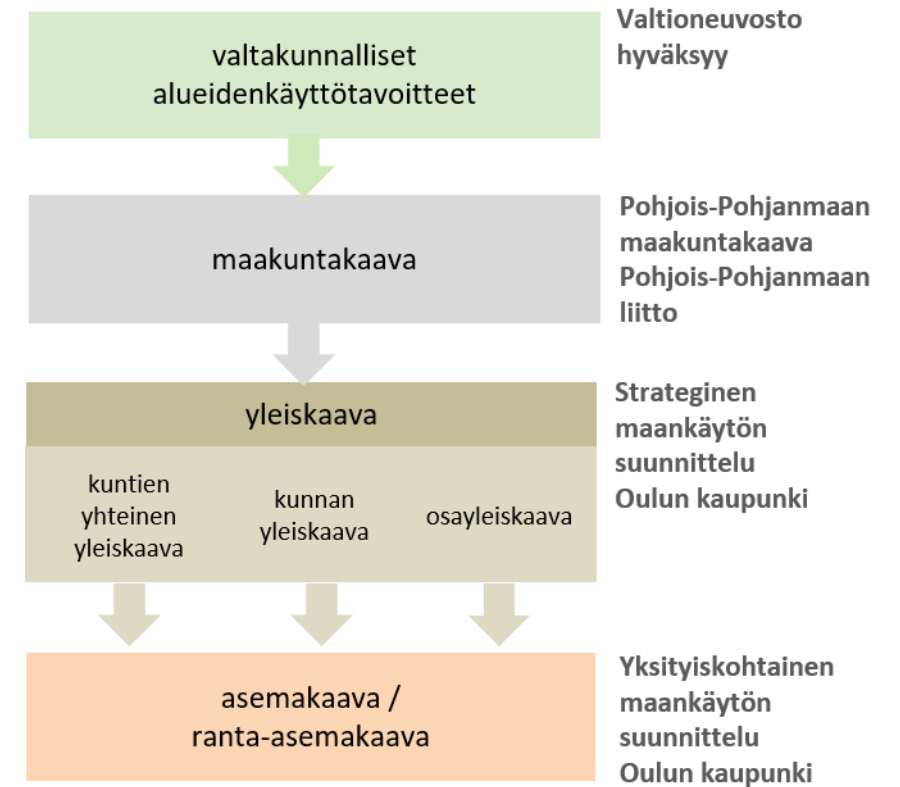 valtakunnalliset
alueidenkäyttötavoitteet
Valtioneuvosto
hyväksyy
maakuntakaava
Pohjois-Pohjanmaan
maakuntakaava
Pohjois-Pohjanmaan
liitto
yleiskaava
kuntien
yhteinen
yleiskaava
kunnan
yleiskaava
osayleiskaava
Strateginen
maankäytön
suunnittelu
Oulun kaupunki
asemakaava /
ranta-asemakaava
Yksityiskohtainen
maankäytön
suunnittelu
Oulun kaupunki